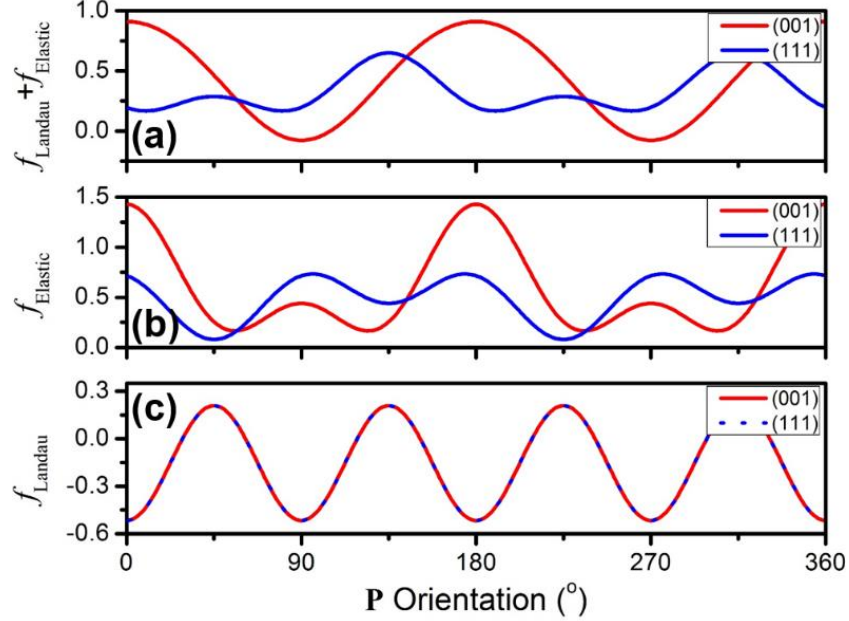 f_Landau+f_Elastic
1.0
0.5
0.0
(a)
(001)
(111)
f_Elastic
1.5
1.0
0.5
0.0
(b)
(001)
(111)
f_Landau
0.3
0.0
-0.3
-0.6
(c)
(001)
(111)
0 90 180 270 360
P Orientation (°)